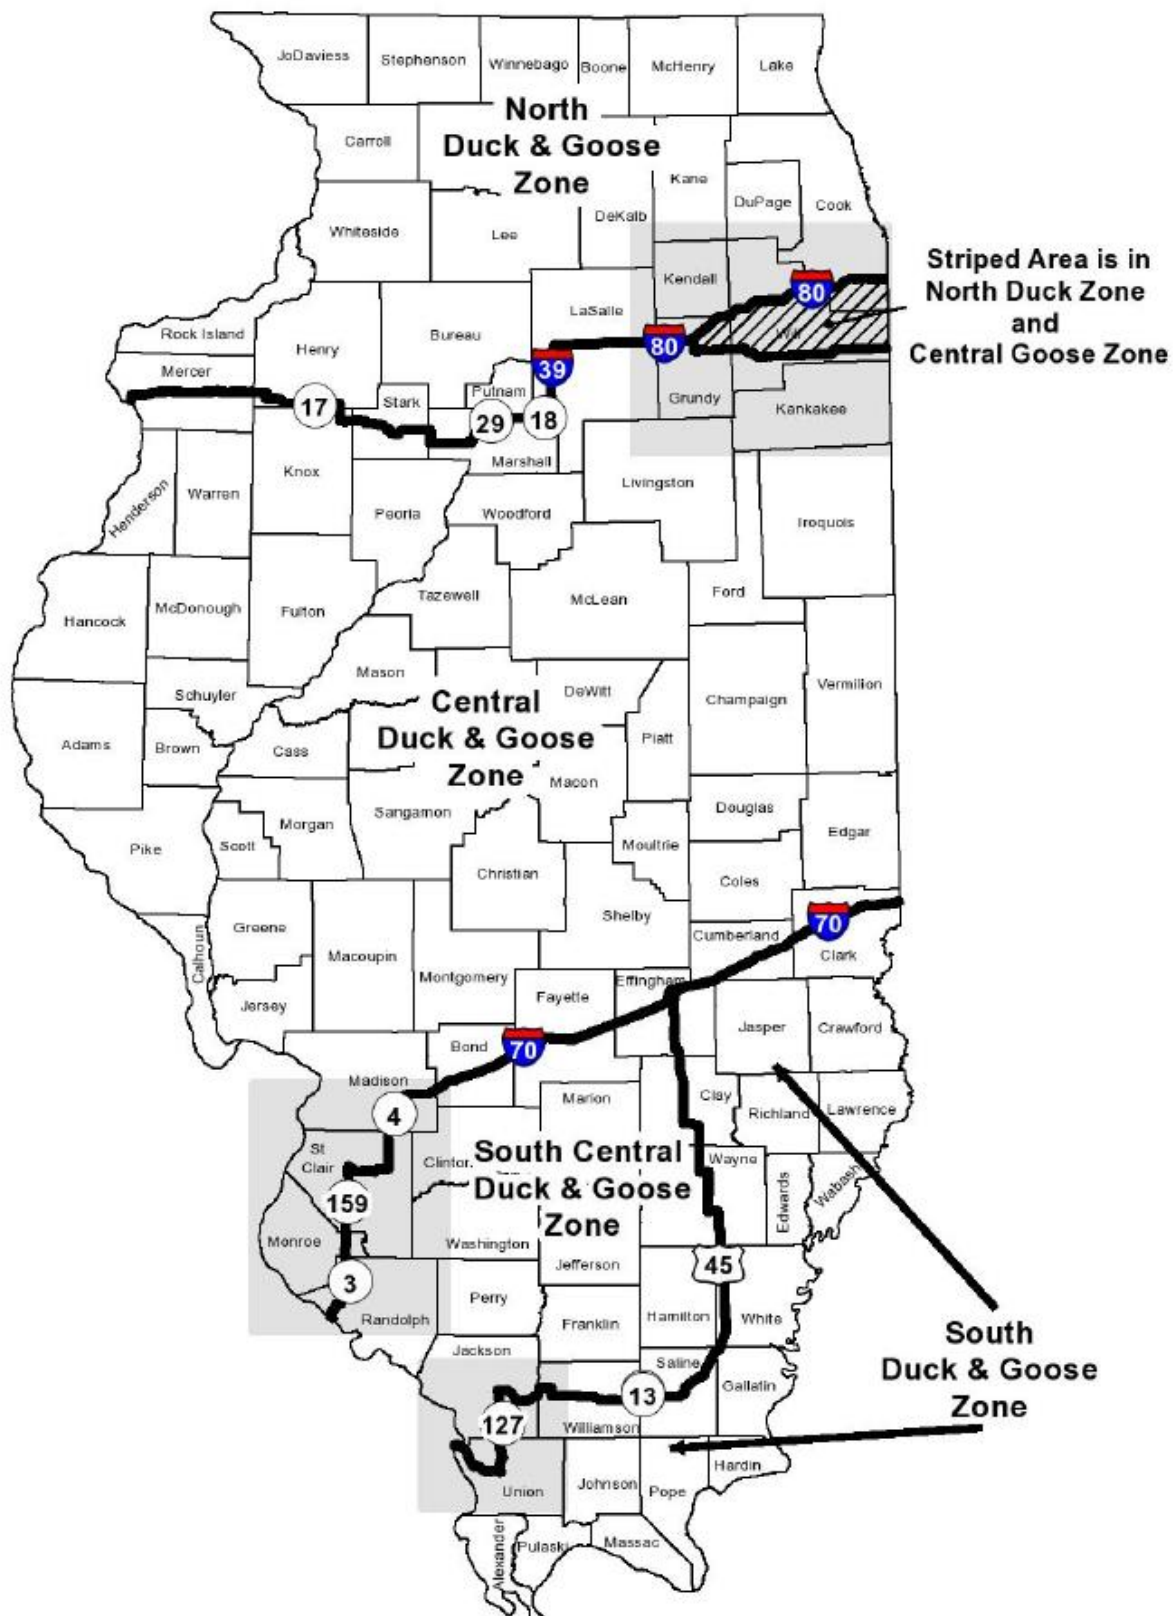 JoDaviess
Stephenson
Winnebago
Boone
McHenry
Lake
North
Duck & Goose
Zone
Carroll
Kane
DuPage
Cook
DeKalb
Whiteside
Lee
Kendall
80
Striped Area is in
North Duck Zone
and
Central Goose Zone
LaSalle
Rock Island
Henry
Bureau
80
Mercer
39
Putnam
Stark
17
29
18
Grundy
Kankakee
Marshall
Knox
Livingston
Henderson
Warren
Peoria
Woodford
Iroquois
Hancock
McDonough
Fulton
Tazewell
McLean
Ford
Mason
Schuyler
DeWitt
Champaign
Vermilion
Central
Duck & Goose
Zone
Adams
Brown
Cass
Piatt
Macon
Sangamon
Douglas
Pike
Scott
Morgan
Moultrie
Edgar
Christian
Coles
Shelby
Greene
Calhoun
Macoupin
Cumberland
70
Clark
Montgomery
Effingham
Fayette
Jersey
Jasper
Crawford
Bond
70
Madison
4
Marion
Clay
Richland
Lawrence
St
Clair
Clinton
South Central
Duck & Goose
Zone
Wayne
Edwards
Wabash
159
Monroe
Washington
Jefferson
45
3
Randolph
Perry
Franklin
Hamilton
White
Jackson
Saline
Gallatin
13
South
Duck & Goose
Zone
127
Williamson
Hardin
Union
Johnson
Pope
Alexander
Pulaski
Massac